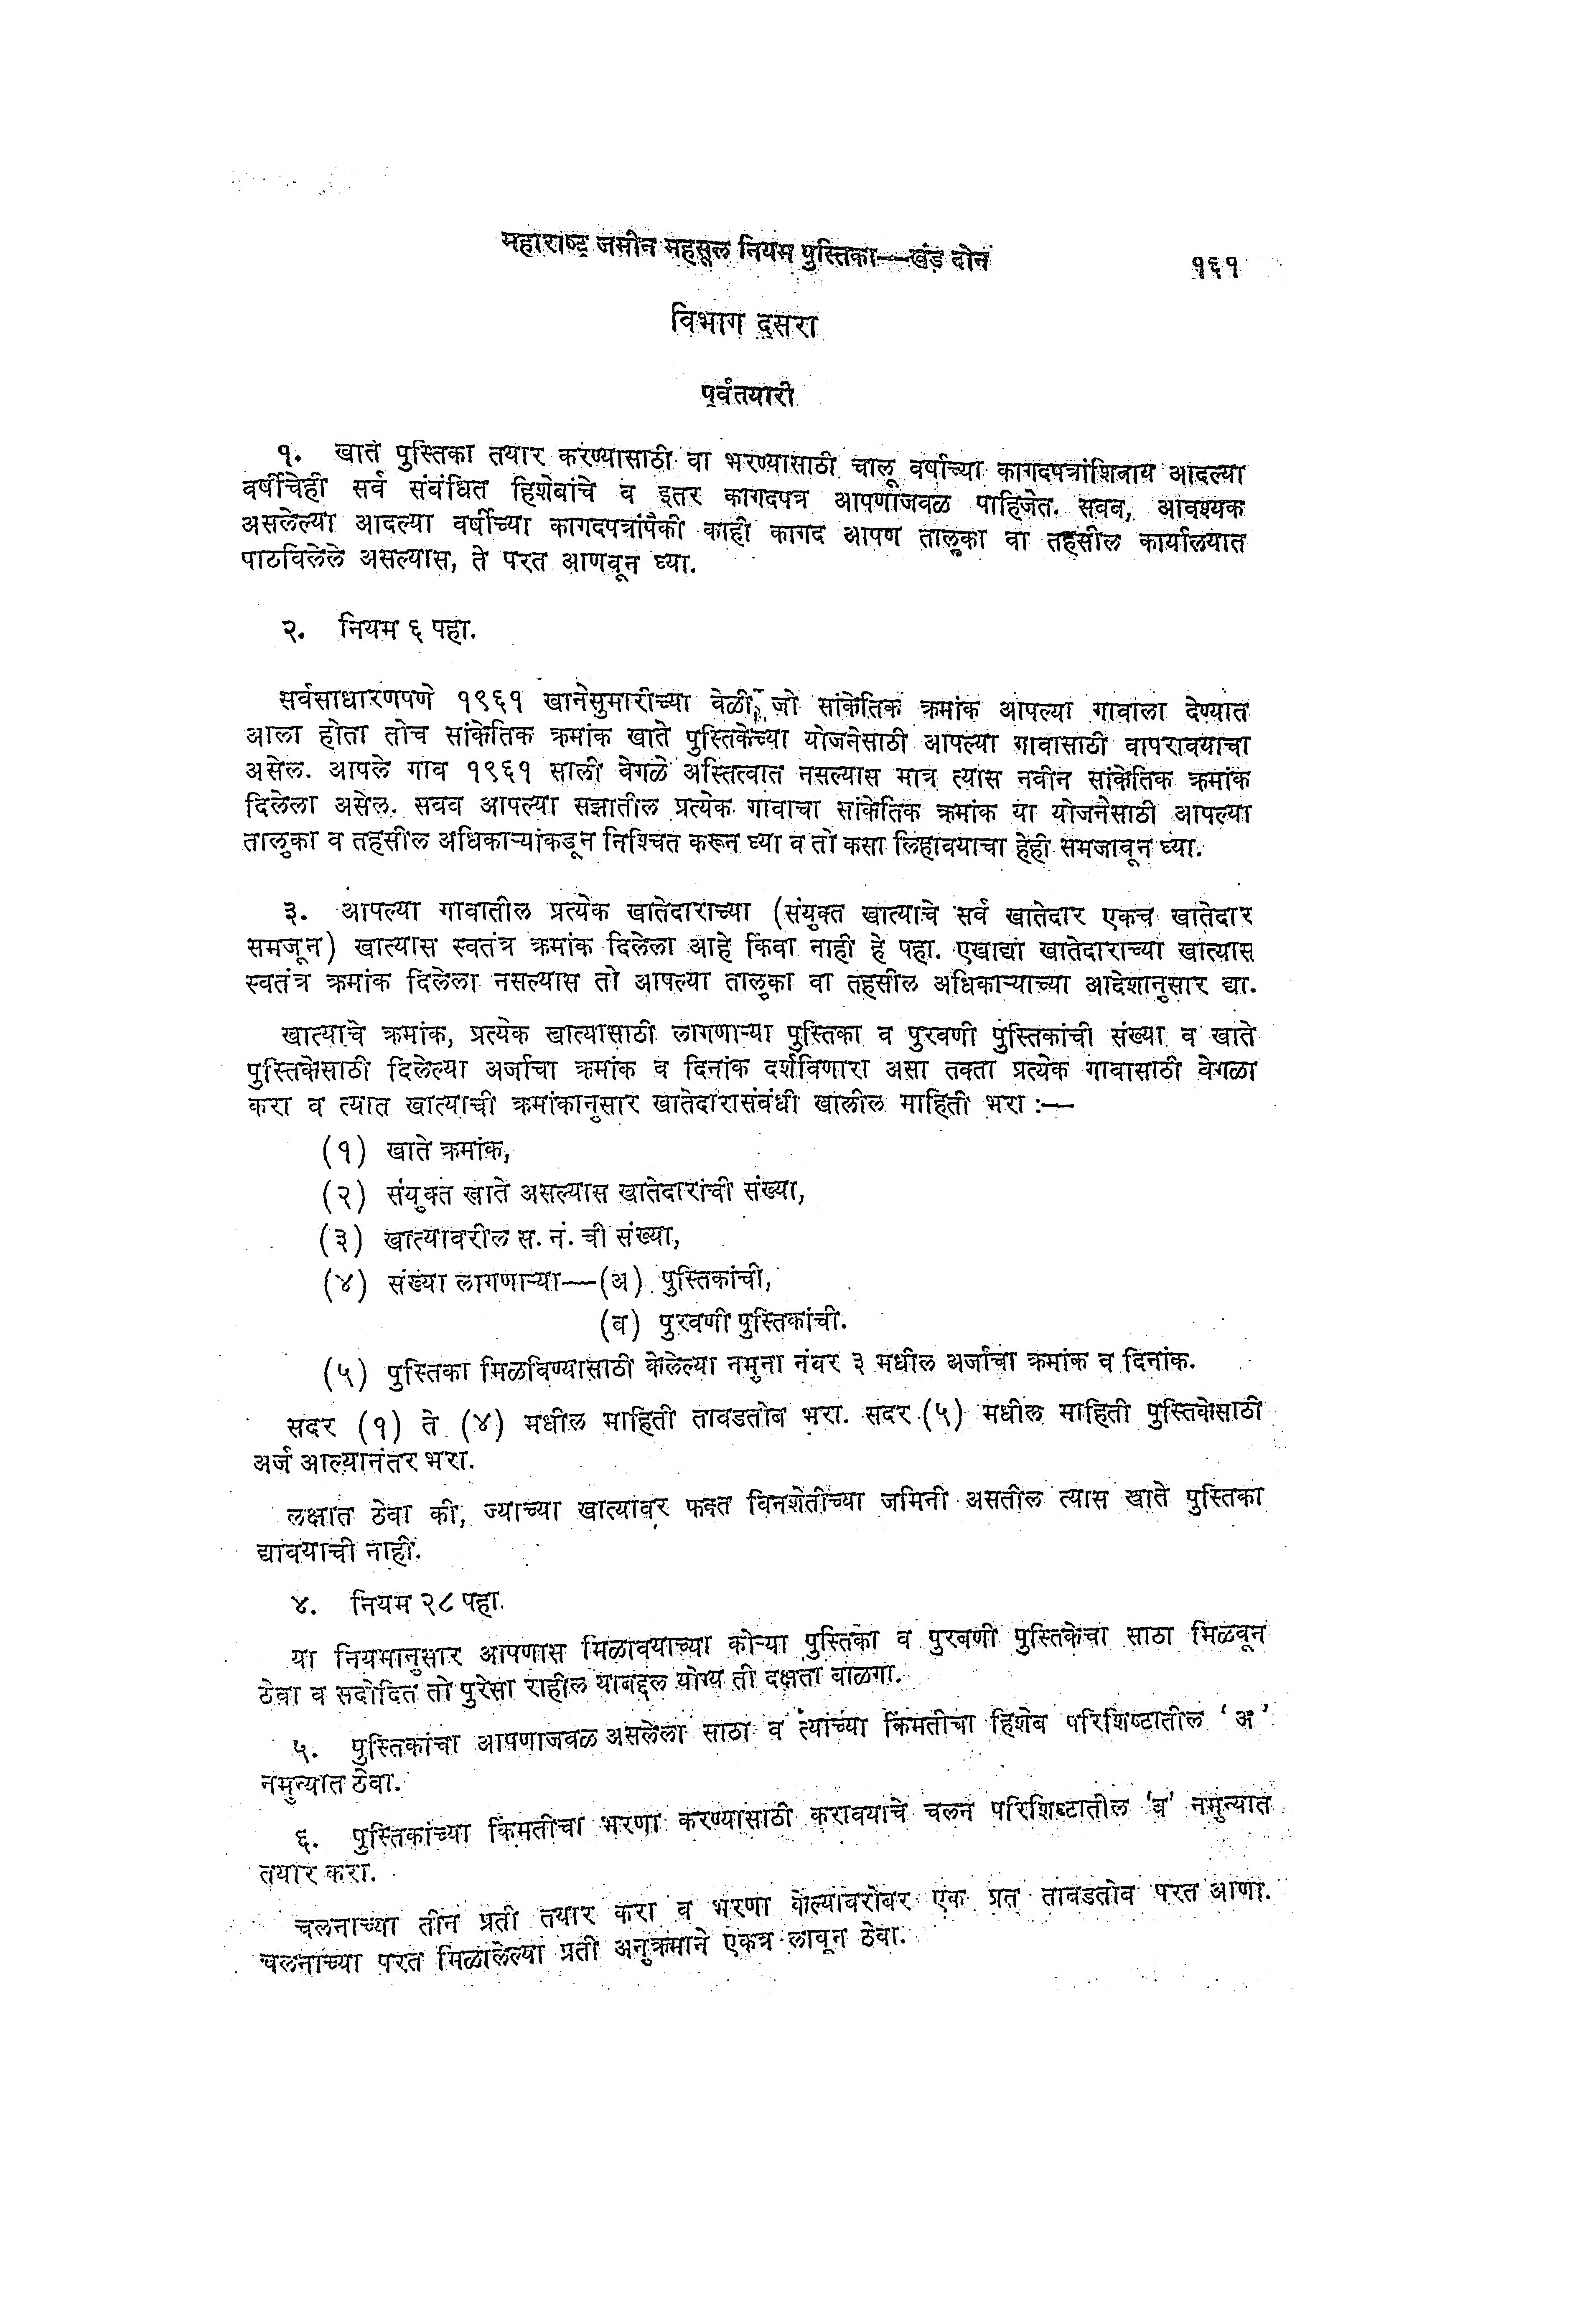 महाराष्ट्र जमीन महसूल नियम पुस्तिका—खंड दोन १६१
विभाग दुसरा
पूर्वतयारी
१. खाते पुस्तिका तयार करण्यासाठी वा भरण्यासाठी चालू वर्षाच्या कागदपत्रांशिवाय आदल्या
वर्षीचेही सर्व संबंधित हिशेबांचे व इतर कागदपत्र आपणाजवळ पाहिजेत. सबब, आवश्यक
असलेल्या आदल्या वर्षीच्या कागदपत्रांपैकी काही कागद आपण तालुका वा तहसील कार्यालयात
पाठविलेले असल्यास, ते परत आणवून घ्या.
२. नियम ६ पहा.
सर्वसाधारणपणे १९६१ खानेसुमारीच्या वेळी जो सांकेतिक क्रमांक आपल्या गावाला देण्यात
आला होता तोच सांकेतिक क्रमांक खाते पुस्तिकेच्या योजनेसाठी आपल्या गावासाठी वापरावयाचा
असेल. आपले गाव १९६१ साली वेगळे अस्तित्वात नसल्यास मात्र त्यास नवीन सांकेतिक क्रमांक
दिलेला असेल. सबब आपल्या सझातील प्रत्येक गावाचा सांकेतिक क्रमांक या योजनेसाठी आपल्या
तालुका व तहसील अधिकाऱ्यांकडून निश्चित करून घ्या व तो कसा लिहावयाचा हेही समजावून घ्या.
३. आपल्या गावातील प्रत्येक खातेदाराच्या (संयुक्त खात्याचे सर्व खातेदार एकच खातेदार
समजून) खात्यास स्वतंत्र क्रमांक दिलेला आहे किंवा नाही हे पहा. एखाद्या खातेदाराच्या खात्यास
स्वतंत्र क्रमांक दिलेला नसल्यास तो आपल्या तालुका वा तहसील अधिकाऱ्याच्या आदेशानुसार द्या.
खात्याचे क्रमांक, प्रत्येक खात्यासाठी लागणाऱ्या पुस्तिका व पुरवणी पुस्तिकांची संख्या व खाते
पुस्तिकेसाठी दिलेल्या अर्जाचा क्रमांक व दिनांक दर्शविणारा असा तक्ता प्रत्येक गावासाठी वेगळा
करा व त्यात खात्याची क्रमांकानुसार खातेदारासंबंधी खालील माहिती भरा :—
(१) खाते क्रमांक,
(२) संयुक्त खाते असल्यास खातेदारांची संख्या,
(३) खात्यावरील स. नं. ची संख्या,
(४) संख्या लागणाऱ्या—(अ) पुस्तिकांची,
(ब) पुरवणी पुस्तिकांची.
(५) पुस्तिका मिळविण्यासाठी केलेल्या नमुना नंबर ३ मधील अर्जाचा क्रमांक व दिनांक.
सदर (१) ते (४) मधील माहिती ताबडतोब भरा. सदर (५) मधील माहिती पुस्तिकेसाठी
अर्ज आल्यानंतर भरा.
लक्षात ठेवा की, ज्याच्या खात्यावर फक्त बिनशेतीच्या जमिनी असतील त्यास खाते पुस्तिका
द्यावयाची नाही.
४. नियम २८ पहा.
या नियमानुसार आपणास मिळावयाच्या कोऱ्या पुस्तिका व पुरवणी पुस्तिकेचा साठा मिळवून
ठेवा व सदोदित तो पुरेसा राहील याबद्दल योग्य ती दक्षता बाळगा.
५. पुस्तिकांचा आपणाजवळ असलेला साठा व त्यांच्या किंमतीचा हिशेब परिशिष्टातील ‘अ’
नमुन्यात ठेवा.
६. पुस्तिकांच्या किंमतीचा भरणा करण्यासाठी करावयाचे चलन परिशिष्टातील ‘ब’ नमुन्यात
तयार करा.
चलनाच्या तीन प्रती तयार करा व भरणा केल्याबरोबर एक प्रत ताबडतोब परत आणा.
चलनाच्या परत मिळालेल्या प्रती अनुक्रमाने एकत्र लावून ठेवा.